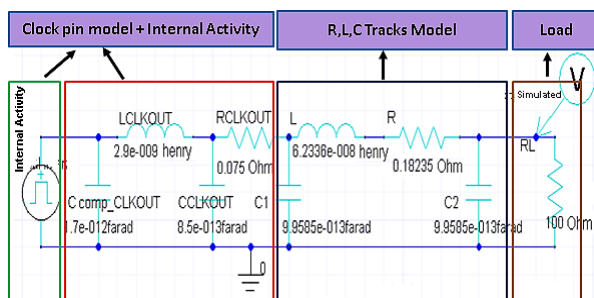 Clock pin model + Internal Activity
R,L,C Tracks Model
Load
Internal Activity
V
Simulated
LCLKOUT
RCLKOUT
L
R
RL
2.9e-009 henry
0.075 Ohm
6.2336e-008 henry
0.18235 Ohm
C comp_CLKOUT
CCLKOUT
C1
C2
1.7e-012farad
8.5e-013farad
9.9585e-013farad
9.9585e-013farad
100 Ohm
0